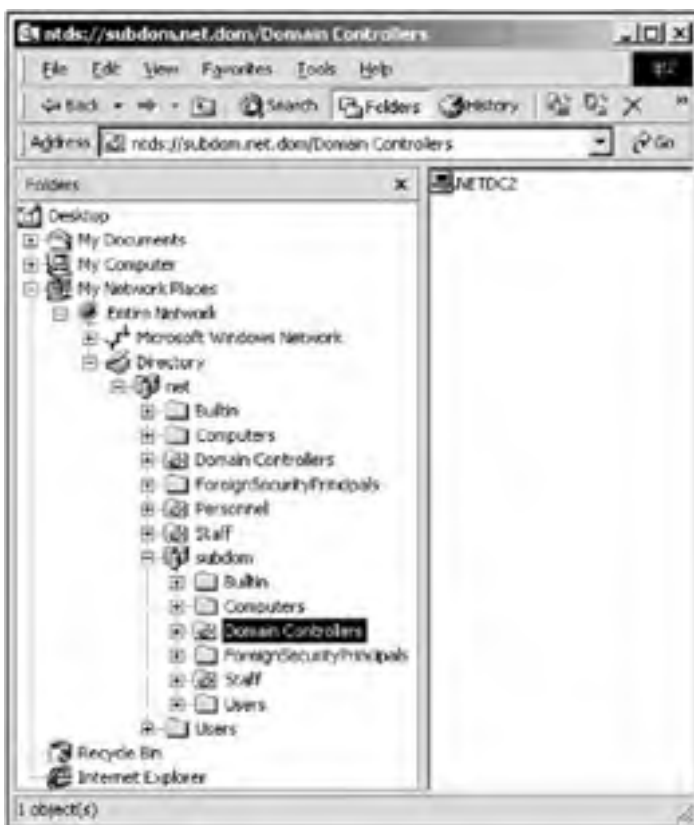 ntds://subdom.net.dom/Domain Controllers
File Edit View Favorites Tools Help
Back Search Folders History »
Address ntds://subdom.net.dom/Domain Controllers Go
Folders x
NETDC2
Desktop
My Documents
My Computer
My Network Places
Entire Network
Microsoft Windows Network
Directory
net
Builtin
Computers
Domain Controllers
ForeignSecurityPrincipals
Personnel
Staff
subdom
Builtin
Computers
Domain Controllers
ForeignSecurityPrincipals
Staff
Users
Users
Recycle Bin
Internet Explorer
1 object(s)